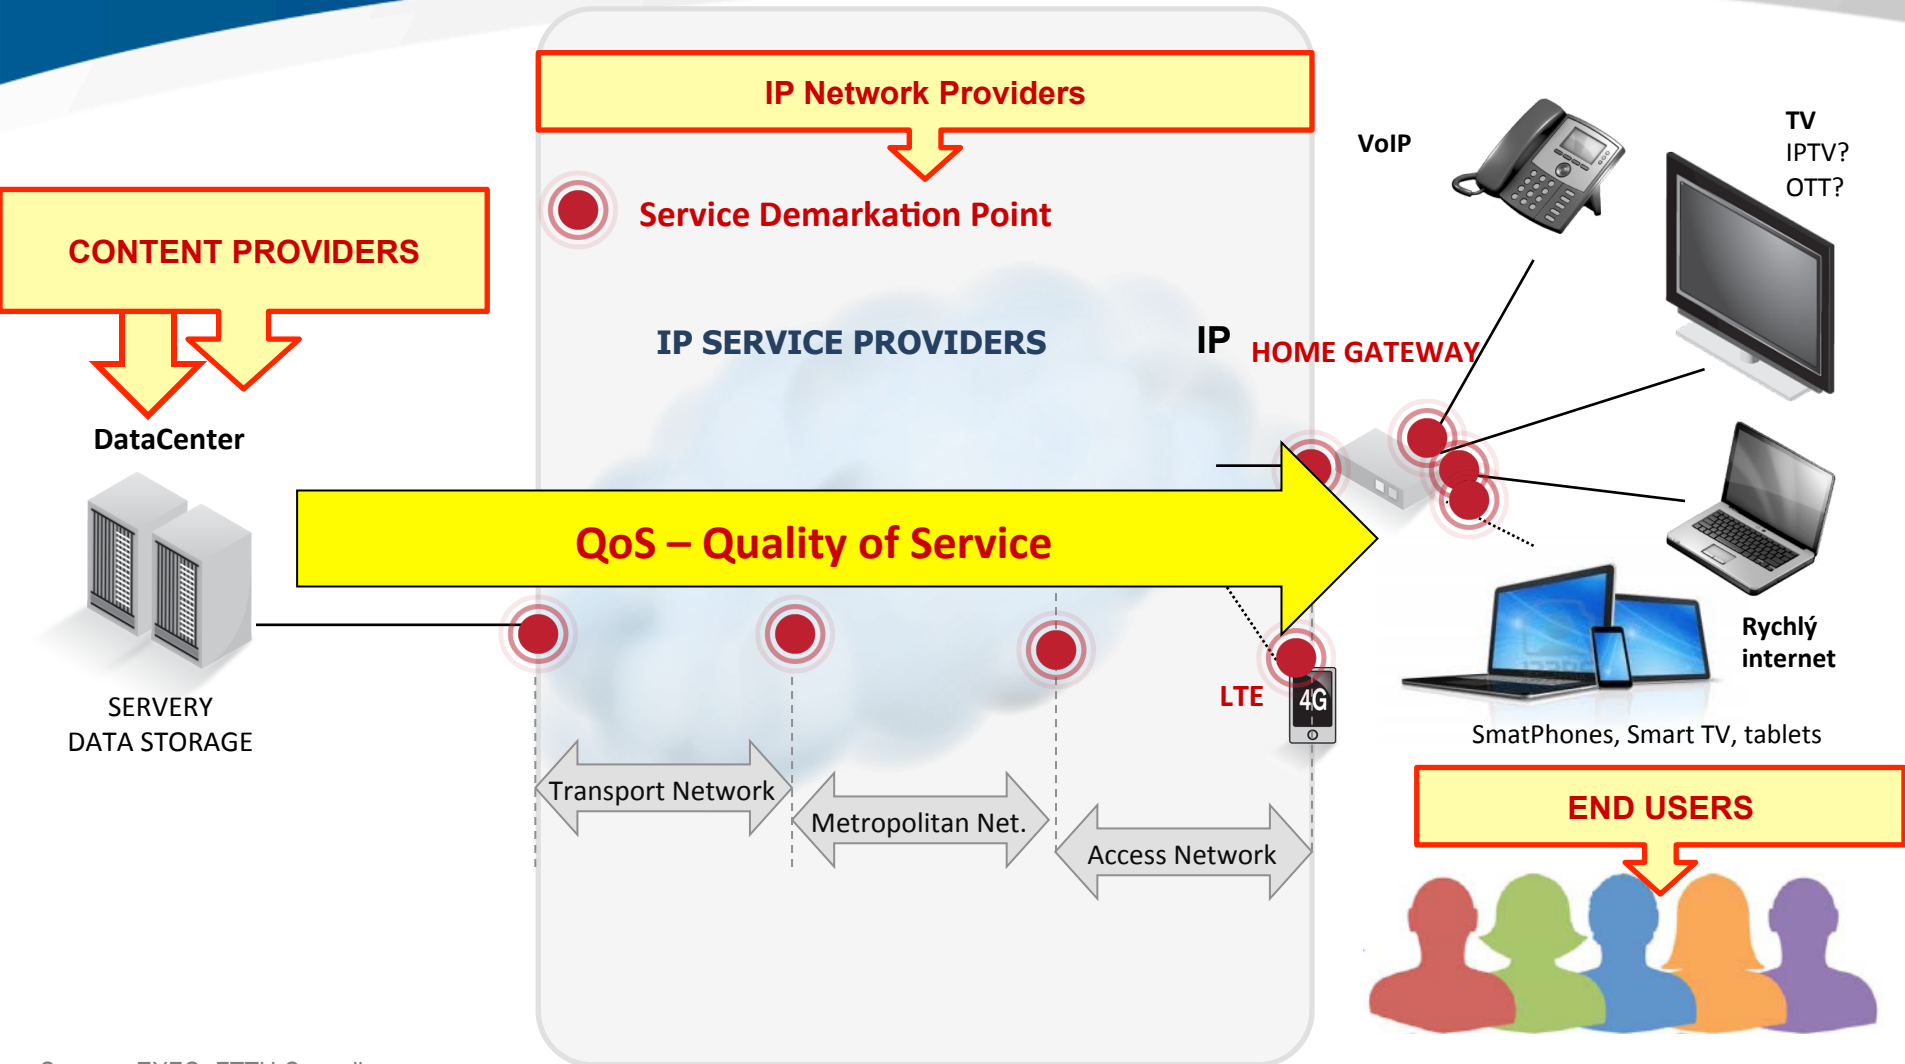 IP Network Providers
VoIP
TV
IPTV?
OTT?
Service Demarkation Point
CONTENT PROVIDERS
IP SERVICE PROVIDERS
IP
HOME GATEWAY
DataCenter
QoS – Quality of Service
Rychlý
internet
LTE
4G
SERVERY
DATA STORAGE
SmatPhones, Smart TV, tablets
Transport Network
Metropolitan Net.
Access Network
END USERS